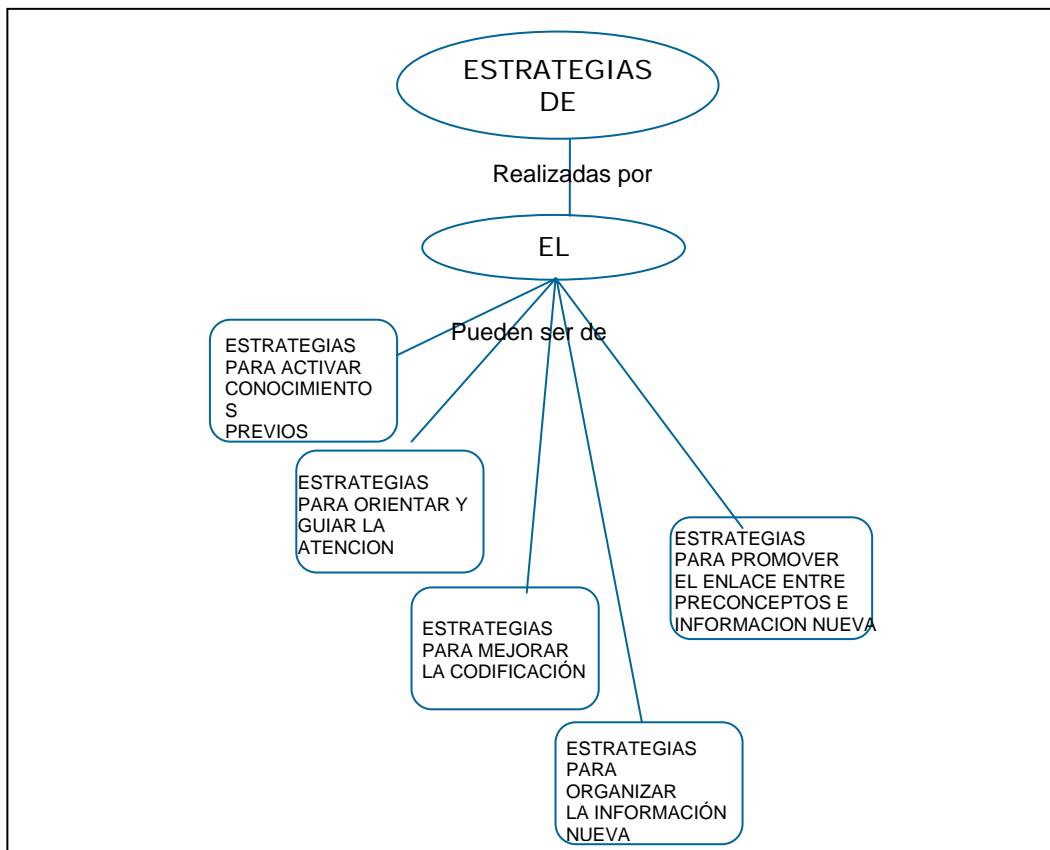 ESTRATEGIAS
DE
Realizadas por
EL
Pueden ser de
ESTRATEGIAS
PARA ACTIVAR
CONOCIMIENTO
S
PREVIOS
ESTRATEGIAS
PARA ORIENTAR Y
GUIAR LA
ATENCION
ESTRATEGIAS
PARA PROMOVER
EL ENLACE ENTRE
PRECONCEPTOS E
INFORMACION NUEVA
ESTRATEGIAS
PARA MEJORAR
LA CODIFICACIÓN
ESTRATEGIAS
PARA
ORGANIZAR
LA INFORMACIÓN
NUEVA